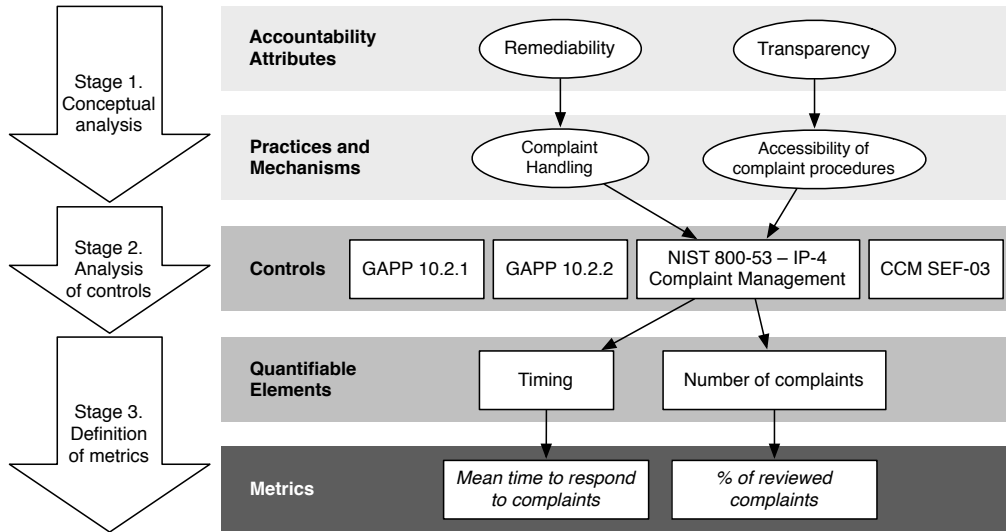 Stage 1.
Conceptual
analysis
Accountability
Attributes
Remediability
Transparency
Practices and
Mechanisms
Complaint
Handling
Accessibility of
complaint procedures
Stage 2.
Analysis
of controls
Controls
GAPP 10.2.1
GAPP 10.2.2
NIST 800-53 – IP-4
Complaint Management
CCM SEF-03
Stage 3.
Definition
of metrics
Quantifiable
Elements
Timing
Number of complaints
Metrics
Mean time to respond
to complaints
% of reviewed
complaints